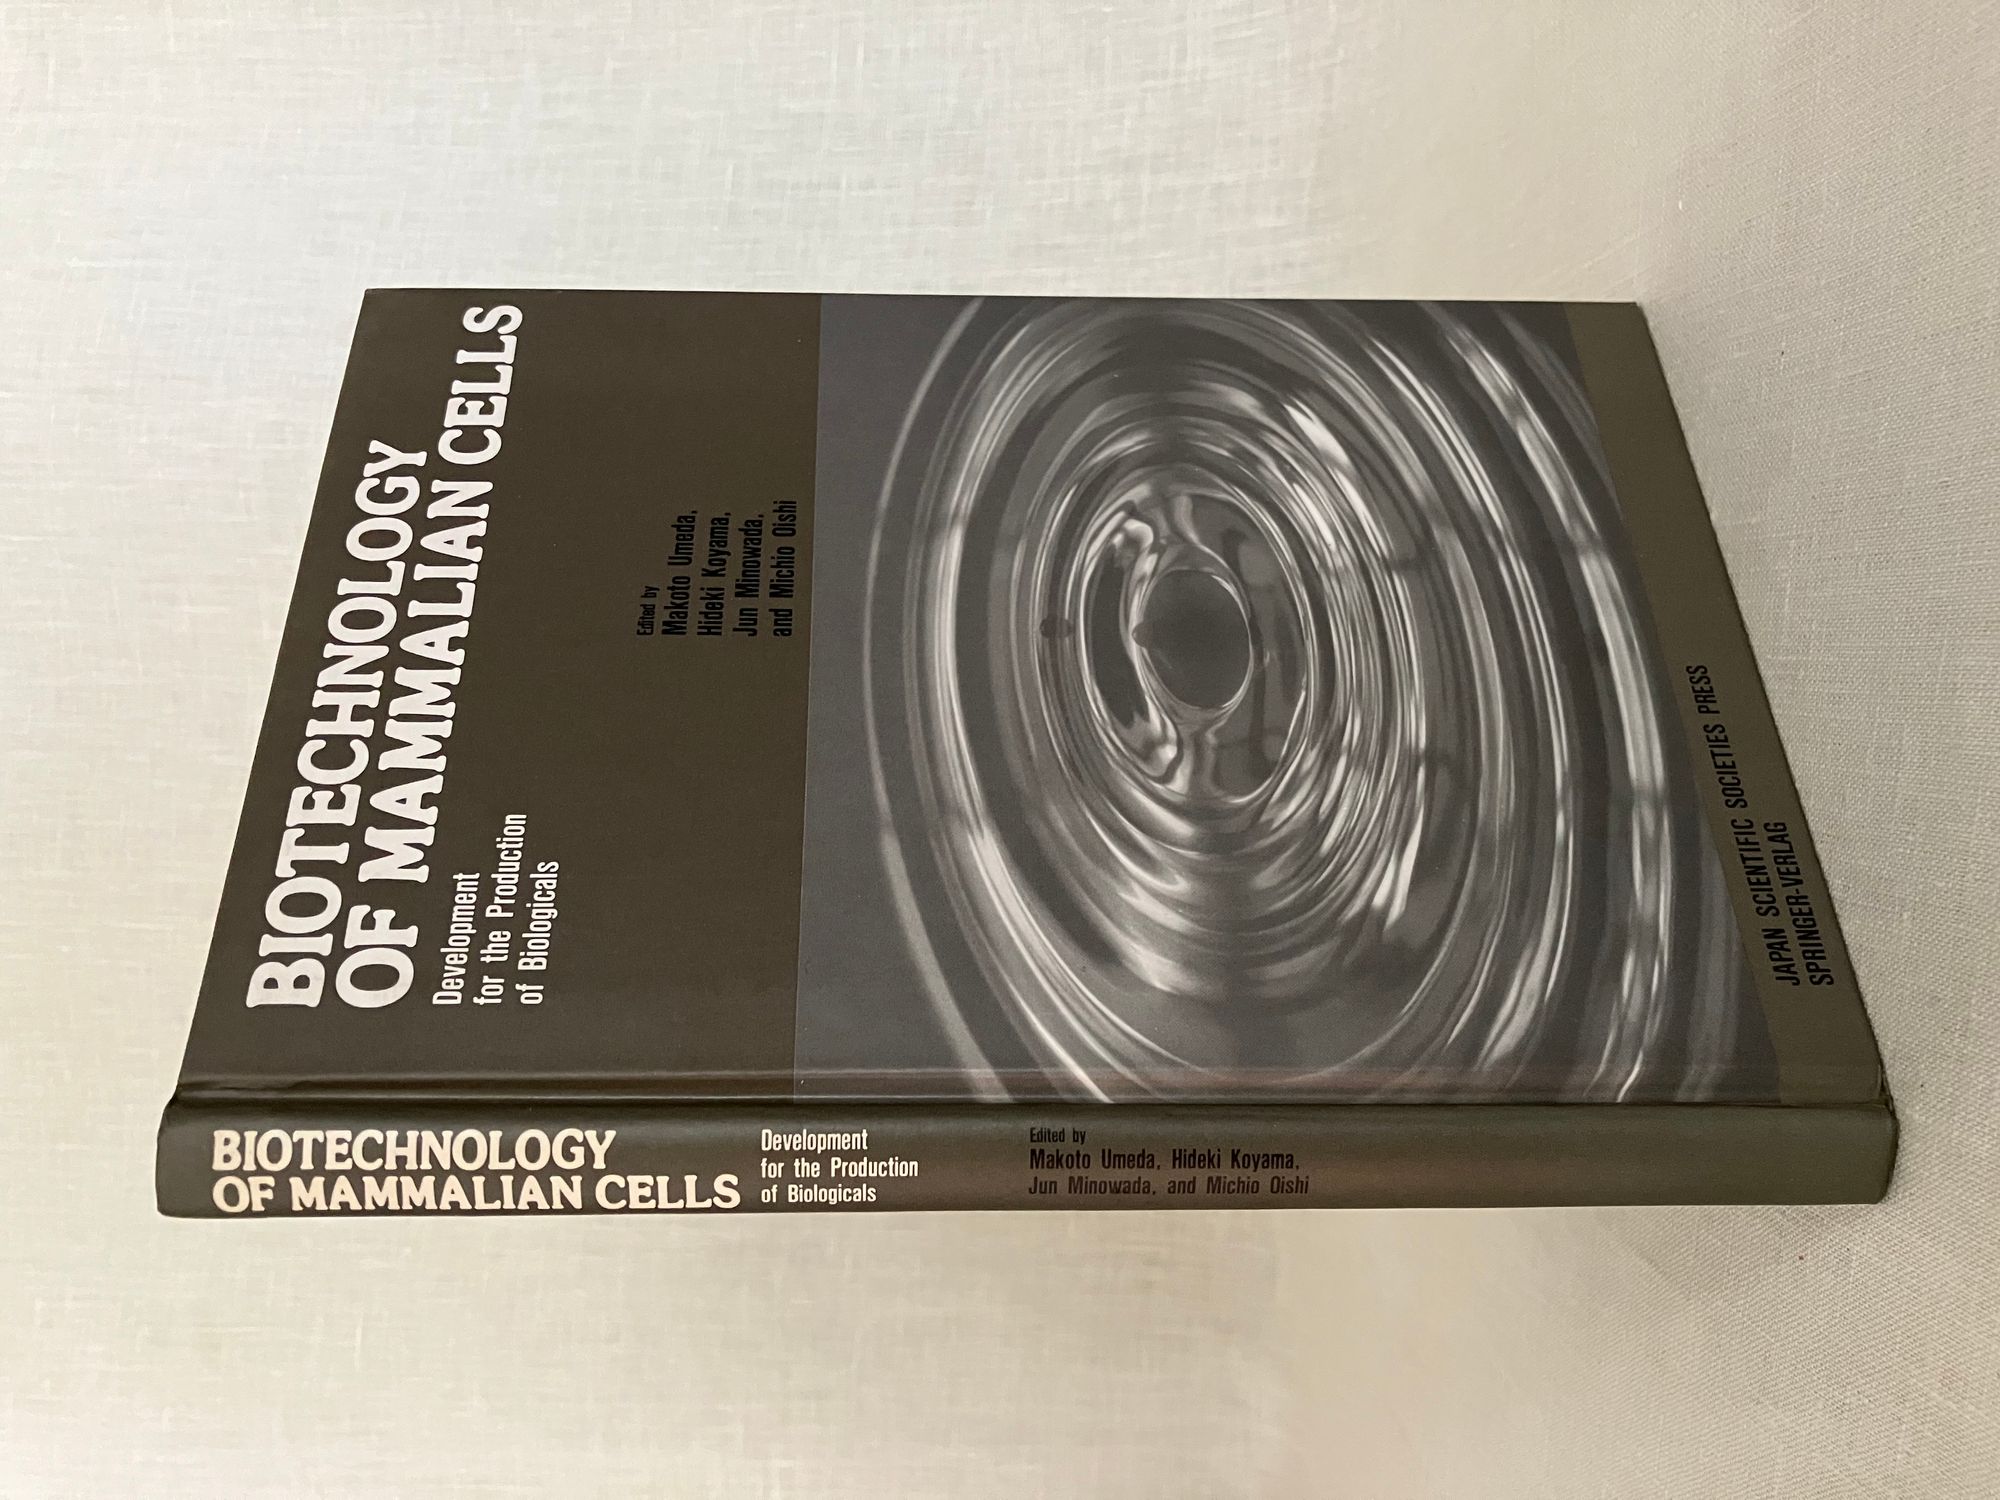 BIOTECHNOLOGY
OF MAMMALIAN CELLS
Development
for the Production
of Biologicals
Edited by
Makoto Umeda,
Hideki Koyama,
Jun Minowada,
and Michio Oishi
JAPAN SCIENTIFIC SOCIETIES PRESS
SPRINGER-VERLAG
BIOTECHNOLOGY
OF MAMMALIAN CELLS
Development
for the Production
of Biologicals
Edited by
Makoto Umeda, Hideki Koyama,
Jun Minowada, and Michio Oishi